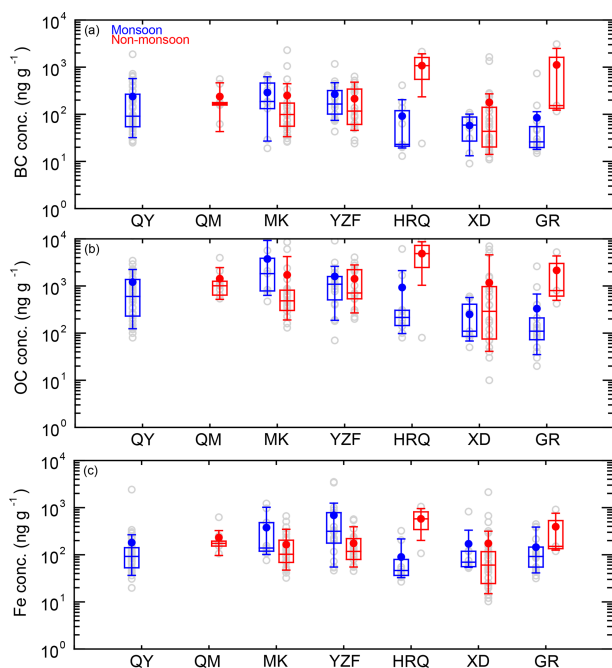 (a)
Monsoon
Non-monsoon
BC conc. (ng g⁻¹)
10⁴
10³
10²
10¹
10⁰
QY QM MK YZF HRQ XD GR
(b)
OC conc. (ng g⁻¹)
10⁴
10³
10²
10¹
10⁰
QY QM MK YZF HRQ XD GR
(c)
Fe conc. (ng g⁻¹)
10⁴
10³
10²
10¹
10⁰
QY QM MK YZF HRQ XD GR